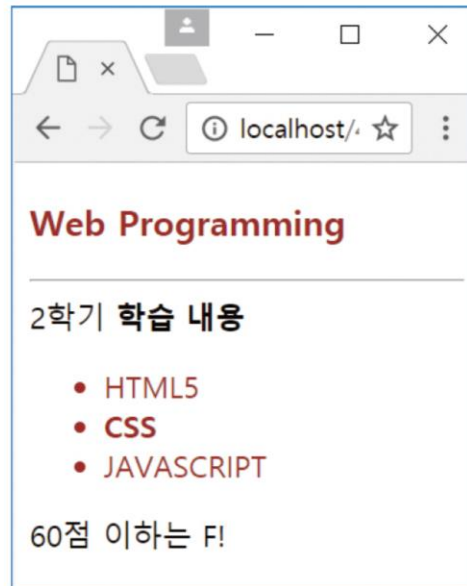 localhost/
Web Programming
2학기 학습 내용
HTML5
CSS
JAVASCRIPT
60점 이하는 F!